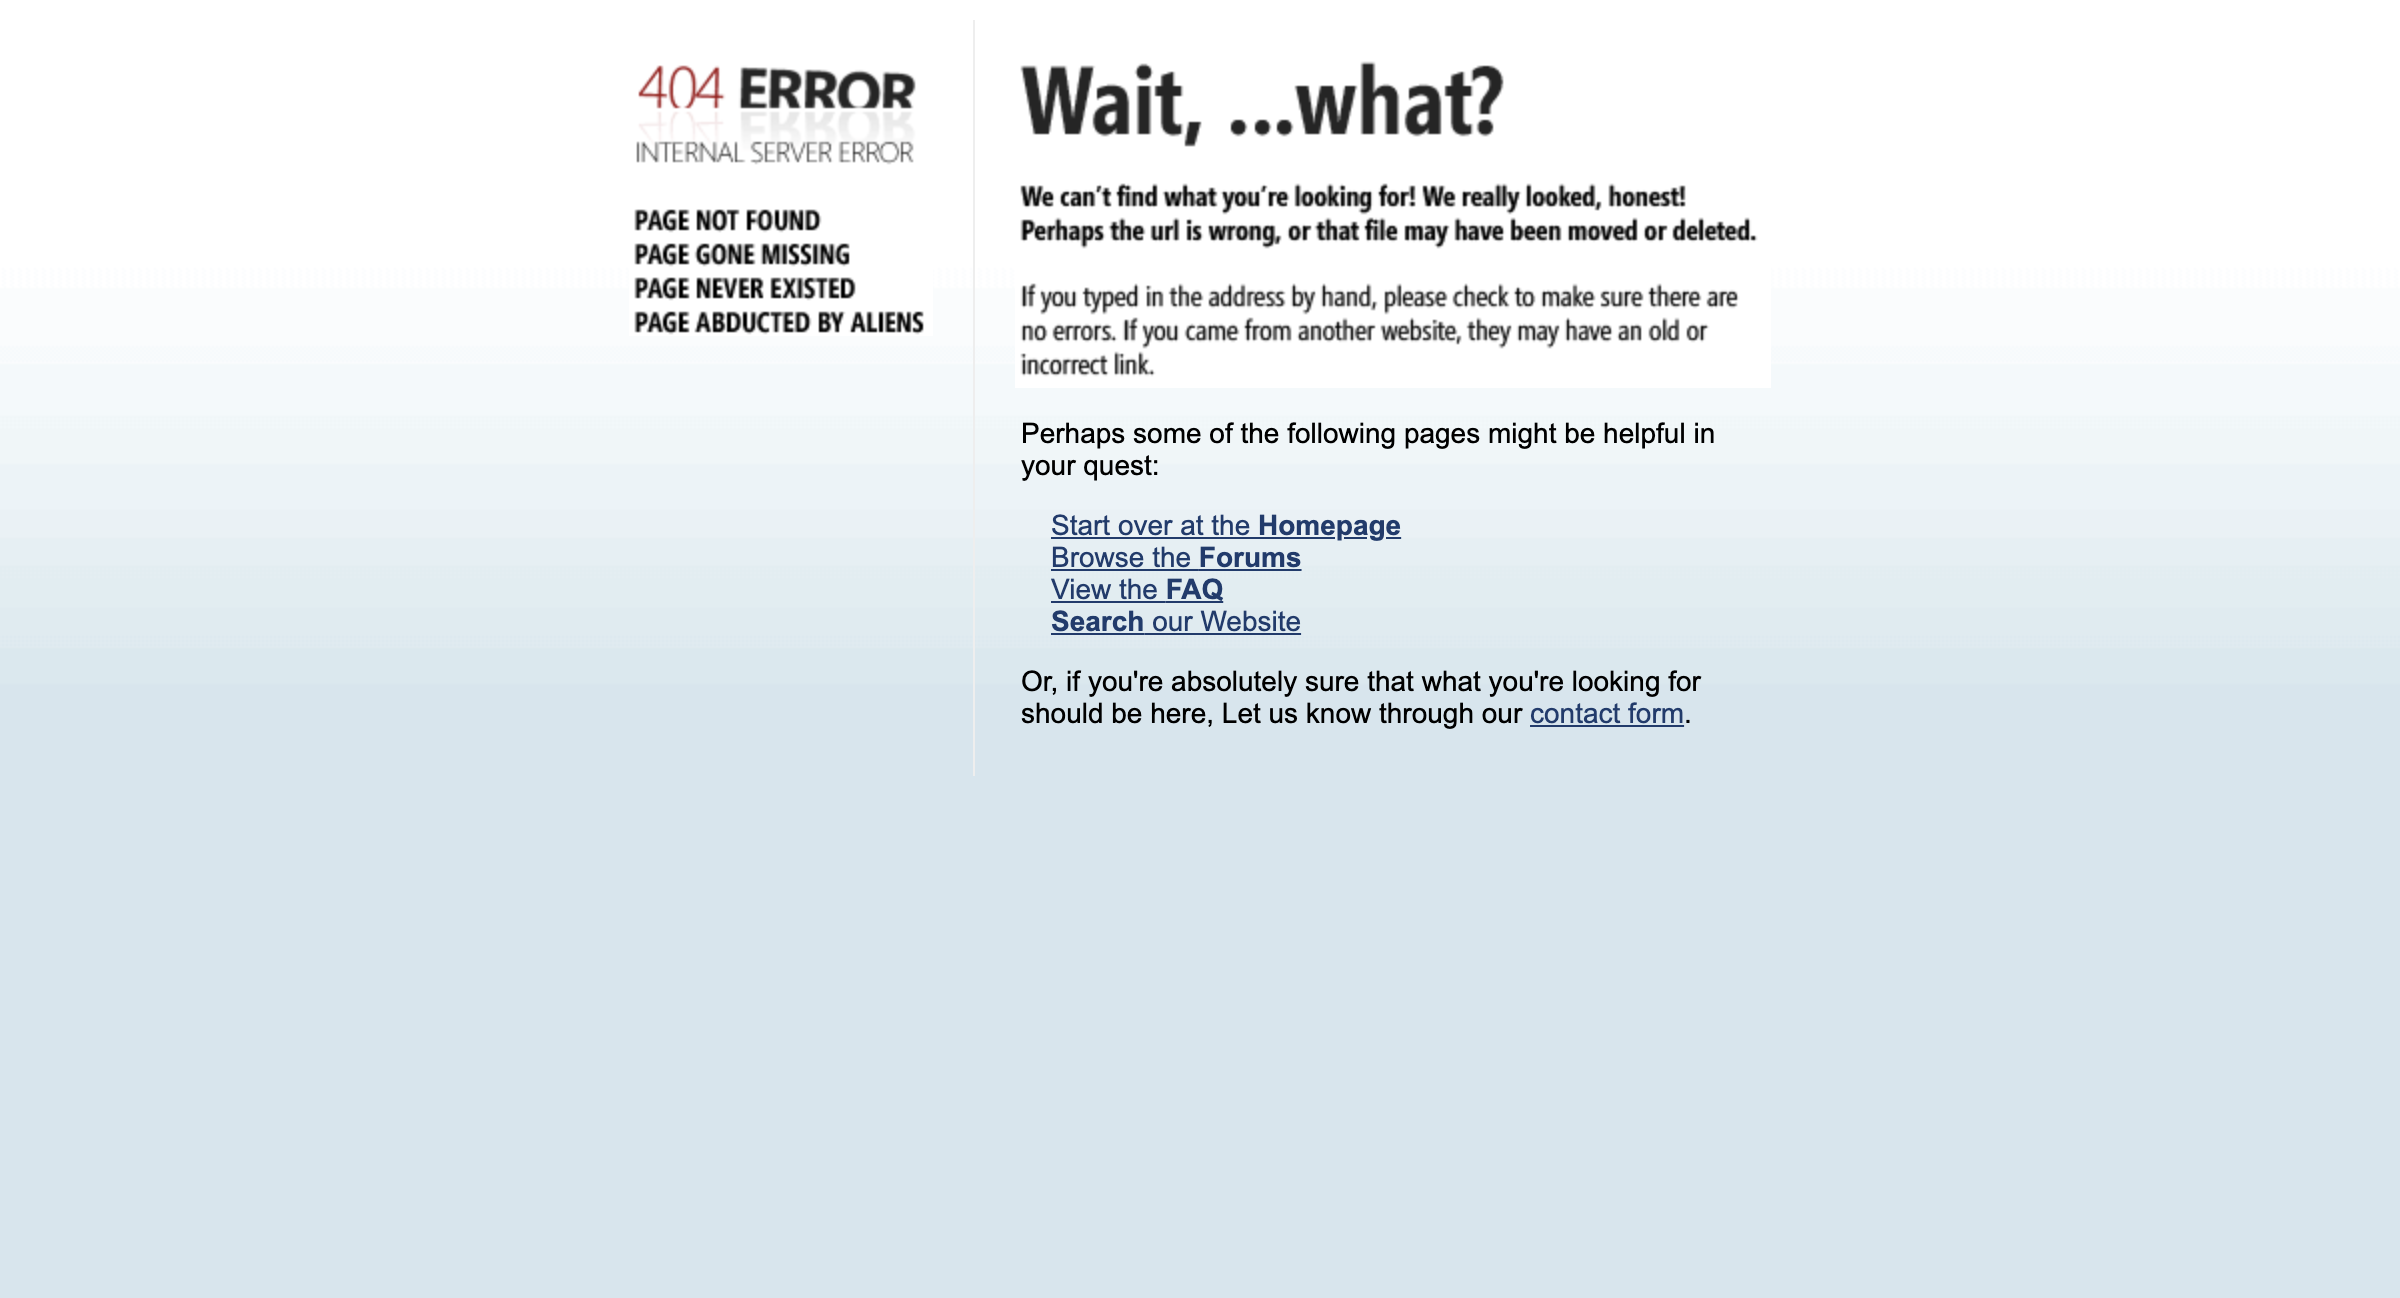 404 ERROR
INTERNAL SERVER ERROR
PAGE NOT FOUND
PAGE GONE MISSING
PAGE NEVER EXISTED
PAGE ABDUCTED BY ALIENS
Wait, ...what?
We can’t find what you’re looking for! We really looked, honest!
Perhaps the url is wrong, or that file may have been moved or deleted.
If you typed in the address by hand, please check to make sure there are
no errors. If you came from another website, they may have an old or
incorrect link.
Perhaps some of the following pages might be helpful in
your quest:
Start over at the Homepage
Browse the Forums
View the FAQ
Search our Website
Or, if you're absolutely sure that what you're looking for
should be here, Let us know through our contact form.